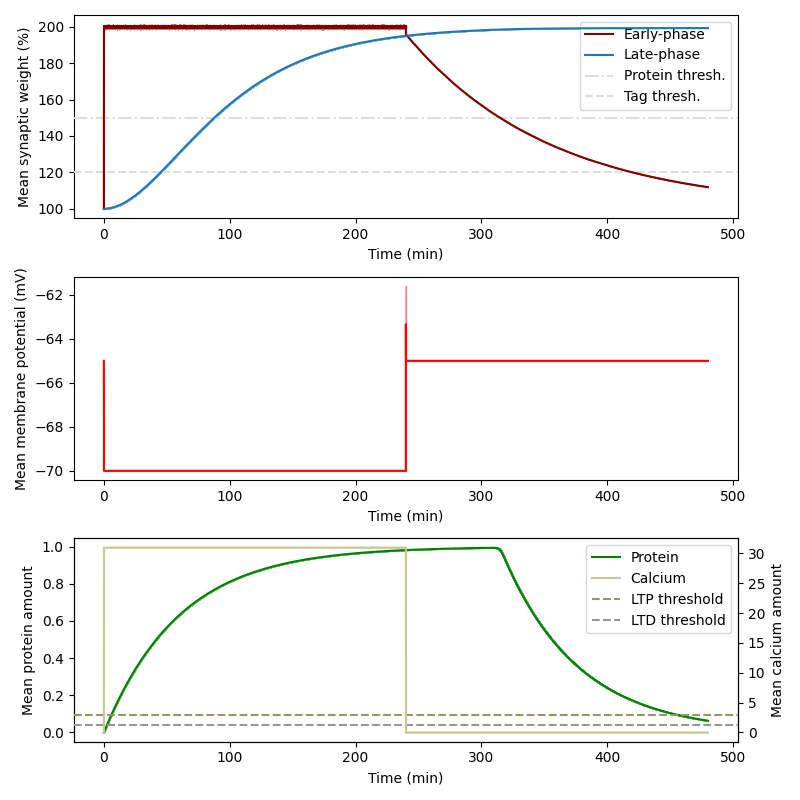 Mean synaptic weight (%)
200
180
160
140
120
100
Early-phase
Late-phase
Protein thresh.
Tag thresh.
0 100 200 300 400 500
Time (min)
Mean membrane potential (mV)
−62
−64
−66
−68
−70
0 100 200 300 400 500
Time (min)
Mean protein amount
1.0
0.8
0.6
0.4
0.2
0.0
Protein
Calcium
LTP threshold
LTD threshold
30
25
20
15
10
5
0
Mean calcium amount
0 100 200 300 400 500
Time (min)